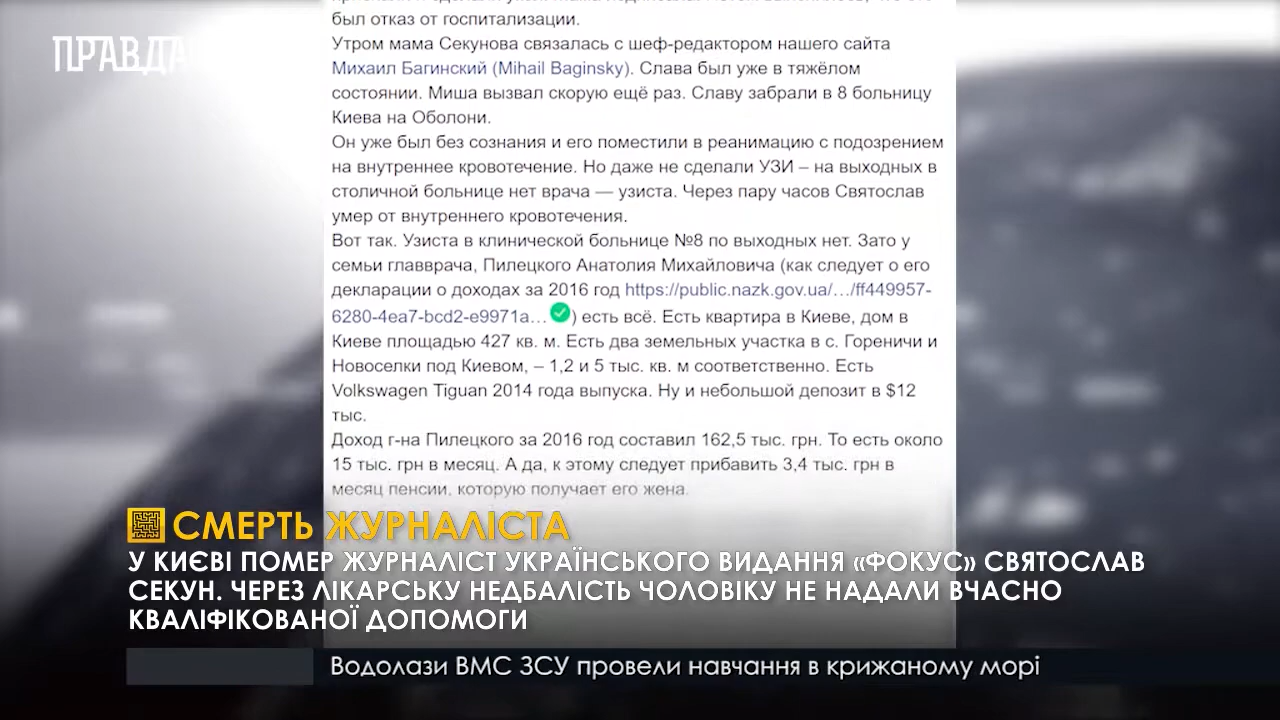 ПРАВДА
был отказ от госпитализации.
Утром мама Секунова связалась с шеф-редактором нашего сайта
Михаил Багинский (Mihail Baginsky). Слава был уже в тяжёлом
состоянии. Миша вызвал скорую ещё раз. Славу забрали в 8 больницу
Киева на Оболони.
Он уже был без сознания и его поместили в реанимацию с подозрением
на внутреннее кровотечение. Но даже не сделали УЗИ – на выходных в
столичной больнице нет врача — узиста. Через пару часов Святослав
умер от внутреннего кровотечения.
Вот так. Узиста в клинической больнице №8 по выходных нет. Зато у
семьи главврача, Пилецкого Анатолия Михайловича (как следует о его
декларации о доходах за 2016 год https://public.nazk.gov.ua/…/ff449957-
6280-4ea7-bcd2-e9971a… ) есть всё. Есть квартира в Киеве, дом в
Киеве площадью 427 кв. м. Есть два земельных участка в с. Гореничи и
Новоселки под Киевом, – 1,2 и 5 тыс. кв. м соответственно. Есть
Volkswagen Tiguan 2014 года выпуска. Ну и небольшой депозит в $12
тыс.
Доход г-на Пилецкого за 2016 год составил 162,5 тыс. грн. То есть около
15 тыс. грн в месяц. А да, к этому следует прибавить 3,4 тыс. грн в
месяц пенсии, которую получает его жена.
СМЕРТЬ ЖУРНАЛІСТА
У КИЄВІ ПОМЕР ЖУРНАЛІСТ УКРАЇНСЬКОГО ВИДАННЯ «ФОКУС» СВЯТОСЛАВ
СЕКУН. ЧЕРЕЗ ЛІКАРСЬКУ НЕДБАЛІСТЬ ЧОЛОВІКУ НЕ НАДАЛИ ВЧАСНО
КВАЛІФІКОВАНОЇ ДОПОМОГИ
Водолази ВМС ЗСУ провели навчання в крижаному морі